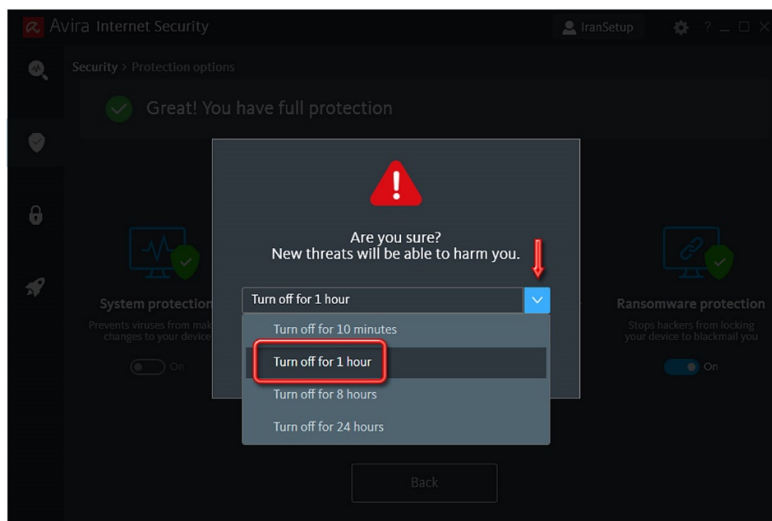 Avira Internet Security
IranSetup
?
Security > Protection options
Great! You have full protection
Are you sure?
New threats will be able to harm you.
Turn off for 1 hour
Turn off for 10 minutes
Turn off for 1 hour
Turn off for 8 hours
Turn off for 24 hours
System protection
Prevents viruses from mak
changes to your device
On
Ransomware protection
Stops hackers from locking
your device to blackmail you
On
Back